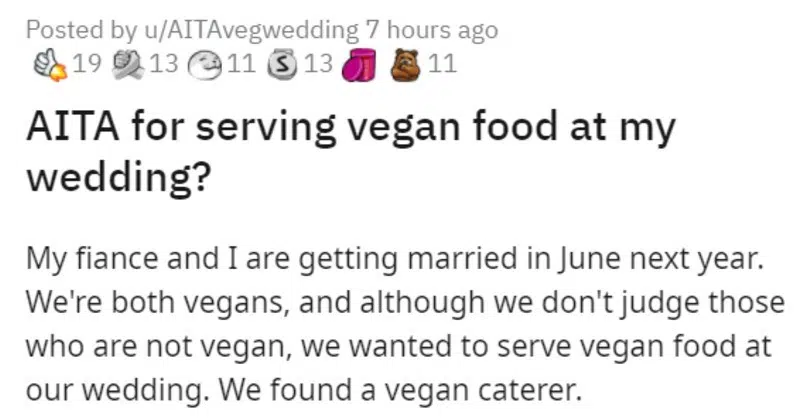 Posted by u/AITAvegwedding 7 hours ago
19 13 11 S 13 11
AITA for serving vegan food at my
wedding?
My fiance and I are getting married in June next year.
We're both vegans, and although we don't judge those
who are not vegan, we wanted to serve vegan food at
our wedding. We found a vegan caterer.